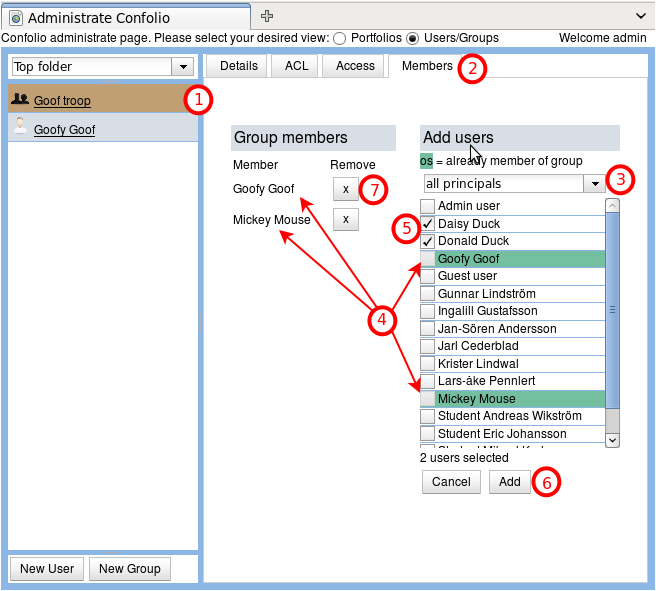 Administrate Confolio
Confolio administrate page. Please select your desired view: Portfolios Users/Groups Welcome admin
Top folder
Goof troop
1
Goofy Goof
New User New Group
Details ACL Access Members
2
Group members
Member Remove
Goofy Goof x
7
Mickey Mouse x
4
Add users
os = already member of group
all principals
3
Admin user
5
Daisy Duck
Donald Duck
Goofy Goof
Guest user
Gunnar Lindström
Ingalill Gustafsson
Jan-Sören Andersson
Jarl Cederblad
Krister Lindwal
Lars-åke Pennlert
Mickey Mouse
Student Andreas Wikström
Student Eric Johansson
2 users selected
Cancel Add
6